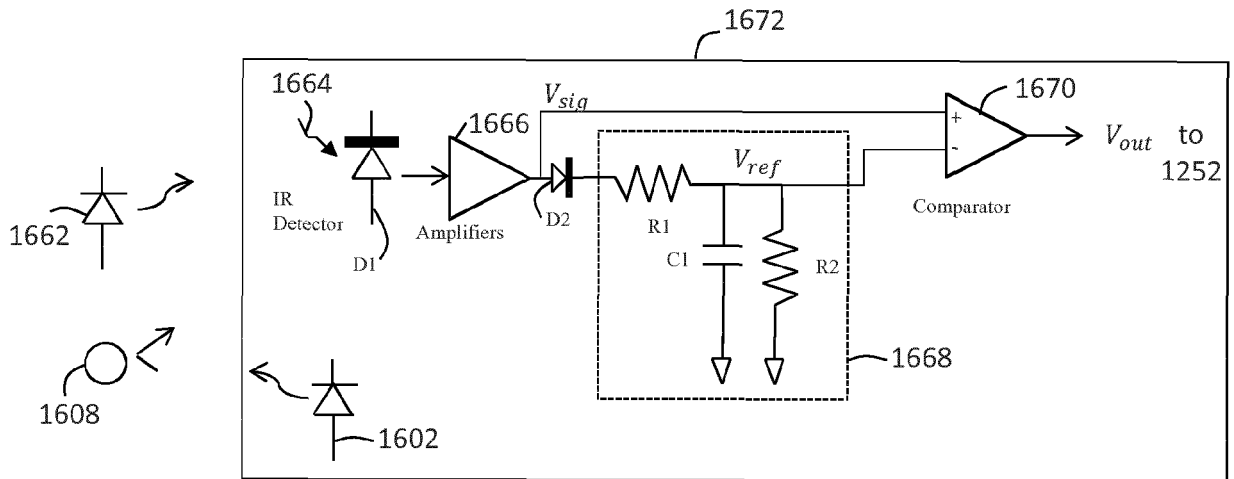 1672
1664
1666
V_sig
1670
+
-
V_out to
1252
V_ref
1662
IR
Detector
D1
Amplifiers
D2
R1
C1
R2
Comparator
1608
1602
1668